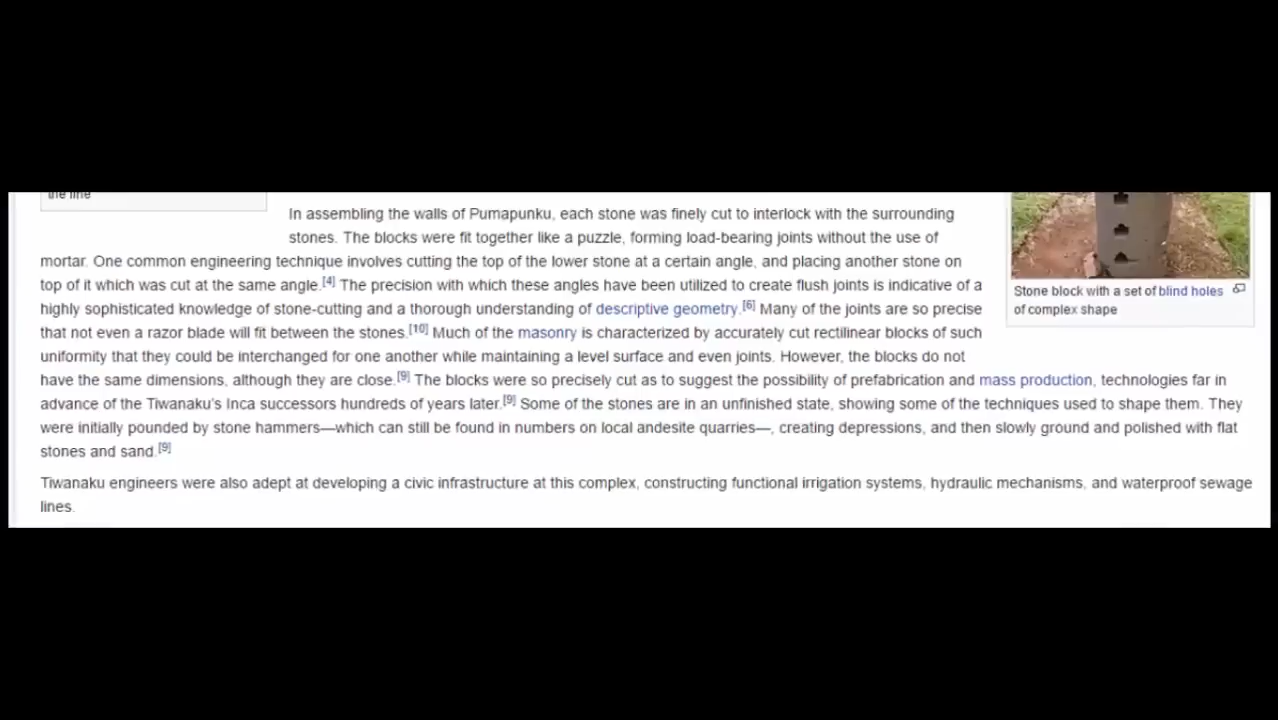 the line
In assembling the walls of Pumapunku, each stone was finely cut to interlock with the surrounding
stones. The blocks were fit together like a puzzle, forming load-bearing joints without the use of
mortar. One common engineering technique involves cutting the top of the lower stone at a certain angle, and placing another stone on
top of it which was cut at the same angle.[4] The precision with which these angles have been utilized to create flush joints is indicative of a
highly sophisticated knowledge of stone-cutting and a thorough understanding of descriptive geometry.[6] Many of the joints are so precise
that not even a razor blade will fit between the stones.[10] Much of the masonry is characterized by accurately cut rectilinear blocks of such
uniformity that they could be interchanged for one another while maintaining a level surface and even joints. However, the blocks do not
have the same dimensions, although they are close.[9] The blocks were so precisely cut as to suggest the possibility of prefabrication and mass production, technologies far in
advance of the Tiwanaku's Inca successors hundreds of years later.[9] Some of the stones are in an unfinished state, showing some of the techniques used to shape them. They
were initially pounded by stone hammers—which can still be found in numbers on local andesite quarries—, creating depressions, and then slowly ground and polished with flat
stones and sand.[9]
Tiwanaku engineers were also adept at developing a civic infrastructure at this complex, constructing functional irrigation systems, hydraulic mechanisms, and waterproof sewage
lines.
Stone block with a set of blind holes
of complex shape